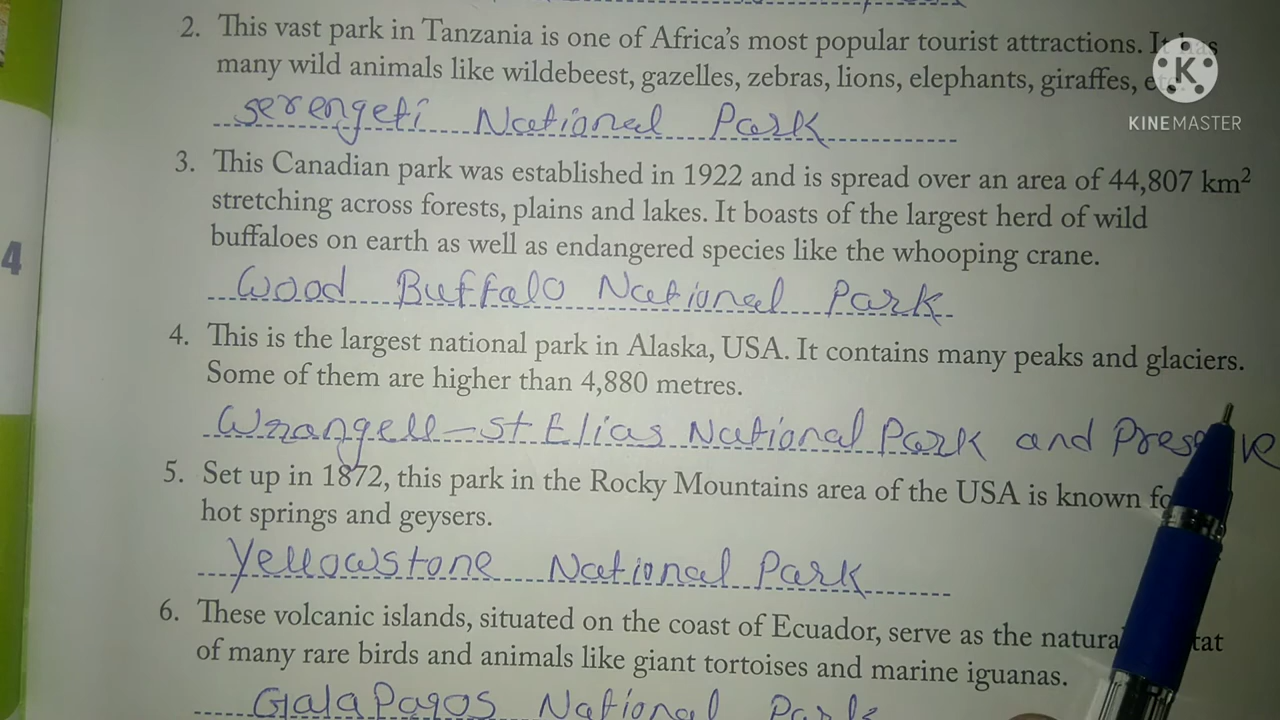 2. This vast park in Tanzania is one of Africa's most popular tourist attractions. It has
many wild animals like wildebeest, gazelles, zebras, lions, elephants, giraffes,
K
KINEMASTER
serengeti National Park
3. This Canadian park was established in 1922 and is spread over an area of 44,807 km²
stretching across forests, plains and lakes. It boasts of the largest herd of wild
buffaloes on earth as well as endangered species like the whooping crane.
4
Wood Buffalo National Park
4. This is the largest national park in Alaska, USA. It contains many peaks and glaciers.
Some of them are higher than 4,880 metres.
Wrangell-st Elias National Park and
5. Set up in 1872, this park in the Rocky Mountains area of the USA is known
hot springs and geysers.
Yellowstone National Park
6. These volcanic islands, situated on the coast of Ecuador, serve as the natural
of many rare birds and animals like giant tortoises and marine iguanas.
GalaPagos National Park